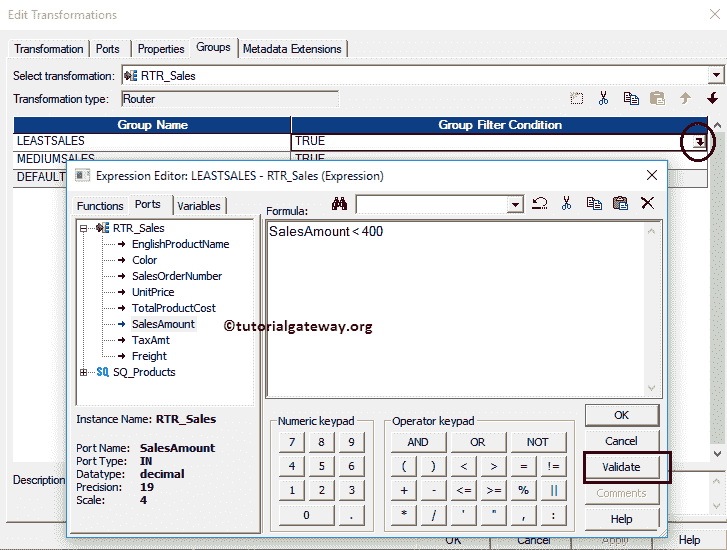 Edit Transformations
Transformation Ports Properties Groups Metadata Extensions
Select transformation: RTR_Sales
Transformation type: Router
Group Name Group Filter Condition
LEASTSALES TRUE
MEDIUMSALES TRUE
DEFAULT
Expression Editor: LEASTSALES - RTR_Sales (Expression)
Functions Ports Variables Formula:
SalesAmount < 400
RTR_Sales
EnglishProductName
Color
SalesOrderNumber
UnitPrice
TotalProductCost
SalesAmount
TaxAmt
Freight
SQ SQ_Products
©tutorialgateway.org
Instance Name: RTR_Sales
Port Name: SalesAmount
Port Type: IN
Datatype: decimal
Precision: 19
Scale: 4
Numeric keypad
7 8 9
4 5 6
1 2 3
0 .
Operator keypad
AND OR NOT
( ) < > = !=
+ - <= >= % ||
* / ' " , :
OK
Cancel
Validate
Comments
Help
Description
OK Cancel Apply Help